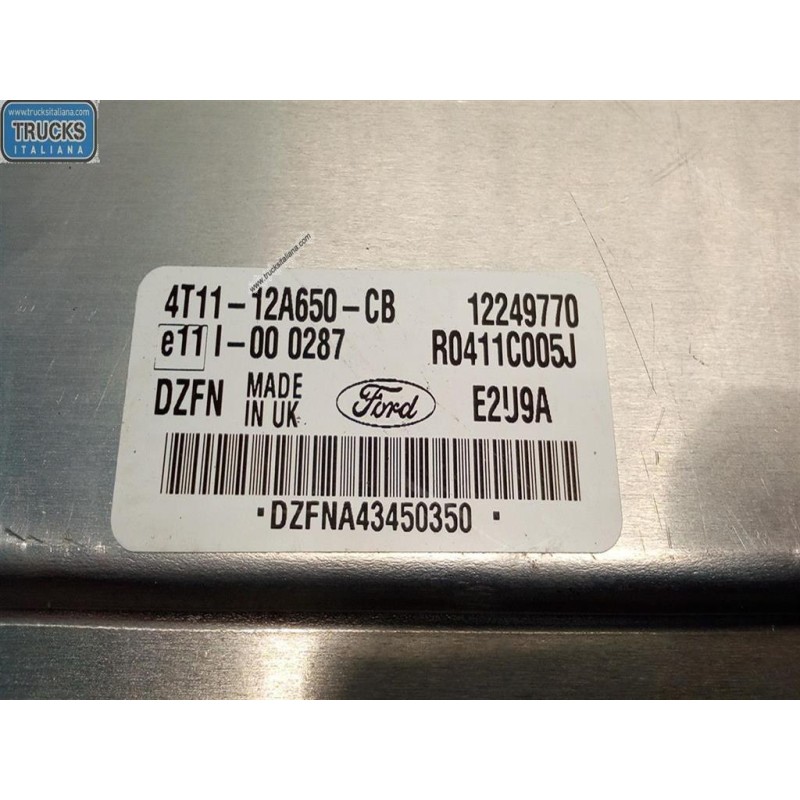 www.trucksitaliana.com
TRUCKS
ITALIANA
www.trucksitaliana.com
4T11-12A650-CB 12249770
e11 I-00 0287 R0411C005J
DZFN MADE IN UK Ford E2U9A
·DZFNA43450350·